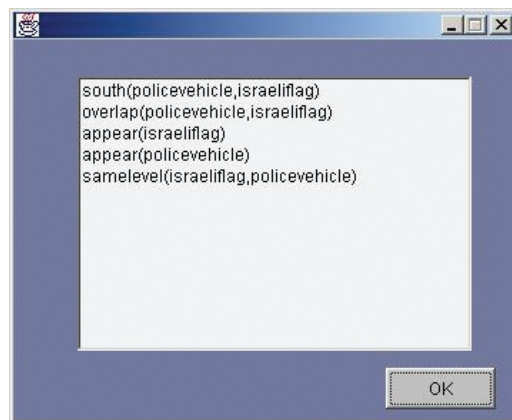 south(policevehicle,israeliflag)
overlap(policevehicle,israeliflag)
appear(israeliflag)
appear(policevehicle)
samelevel(israeliflag,policevehicle)
OK